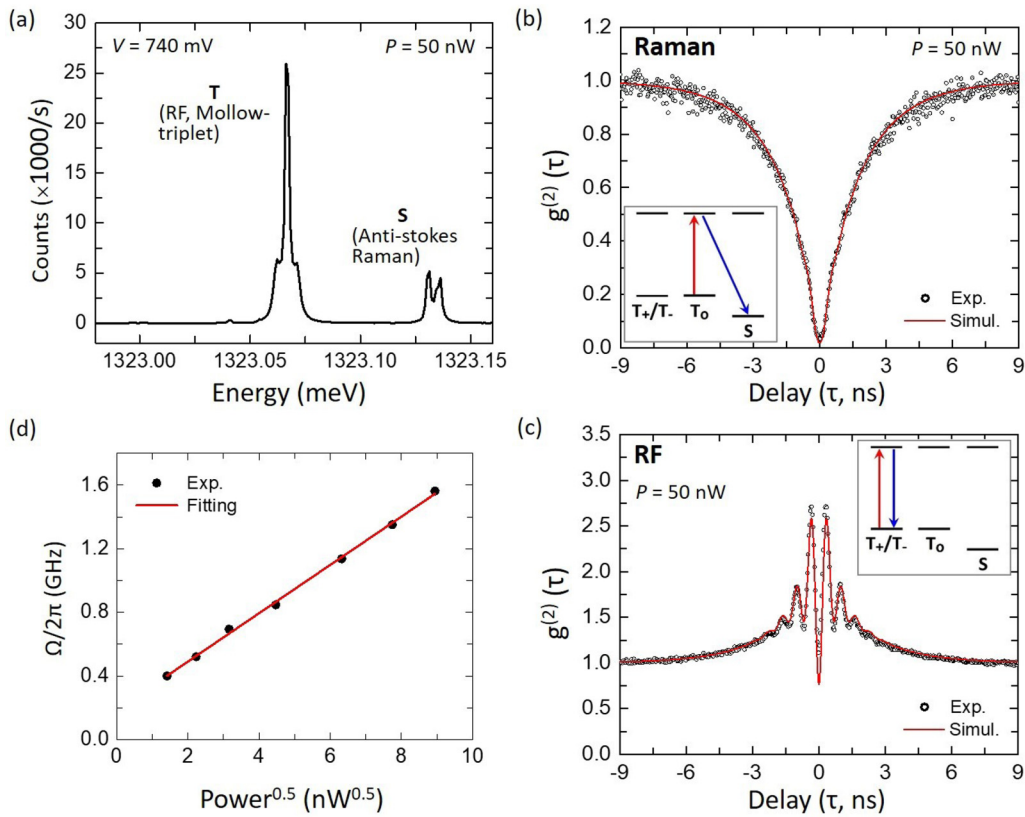 (a)
V = 740 mV
P = 50 nW
T
(RF, Mollow-
triplet)
S
(Anti-stokes
Raman)
30
25
20
15
10
5
0
Counts (×1000/s)
1323.00
1323.05
1323.10
1323.15
Energy (meV)
(b)
Raman
P = 50 nW
1.2
1.0
0.8
0.6
0.4
0.2
0.0
g(2) (τ)
T+/T-
To
S
Exp.
Simul.
-9
-6
-3
0
3
6
9
Delay (τ, ns)
(d)
Exp.
Fitting
1.6
1.2
0.8
0.4
0.0
Ω/2π (GHz)
0
2
4
6
8
10
Power0.5 (nW0.5)
(c)
RF
P = 50 nW
3.5
3.0
2.5
2.0
1.5
1.0
0.5
0.0
g(2) (τ)
T+/T-
To
S
Exp.
Simul.
-9
-6
-3
0
3
6
9
Delay (τ, ns)